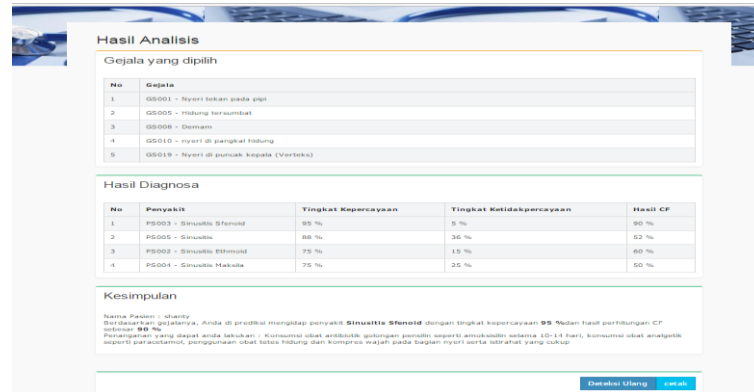 Hasil Analisis
Gejala yang dipilih
No Gejala
1 GS001 - Nyeri tekan pada pipi
2 GS005 - Hidung tersumbat
3 GS008 - Demam
4 GS010 - nyeri di pangkal hidung
5 GS019 - Nyeri di puncak kepala (Verteks)
Hasil Diagnosa
No Penyakit Tingkat Kepercayaan Tingkat Ketidakpercayaan Hasil CF
1 PS003 - Sinusitis Sfenoid 95 % 5 % 90 %
2 PS005 - Sinusitis 88 % 36 % 52 %
3 PS002 - Sinusitis Ethmoid 75 % 15 % 60 %
4 PS004 - Sinusitis Maksila 75 % 25 % 50 %
Kesimpulan
Nama Pasien : shanty
Berdasarkan gejalanya, Anda di prediksi mengidap penyakit Sinusitis Sfenoid dengan tingkat kepercayaan 95 %dan hasil perhitungan CF
sebesar 90 %
Penanganan yang dapat anda lakukan : Konsumsi obat antibiotik golongan pensilin seperti amoksisilin selama 10-14 hari, konsumsi obat analgetik
seperti paracetamol, penggunaan obat tetes hidung dan kompres wajah pada bagian nyeri serta istirahat yang cukup
Deteksi Ulang cetak